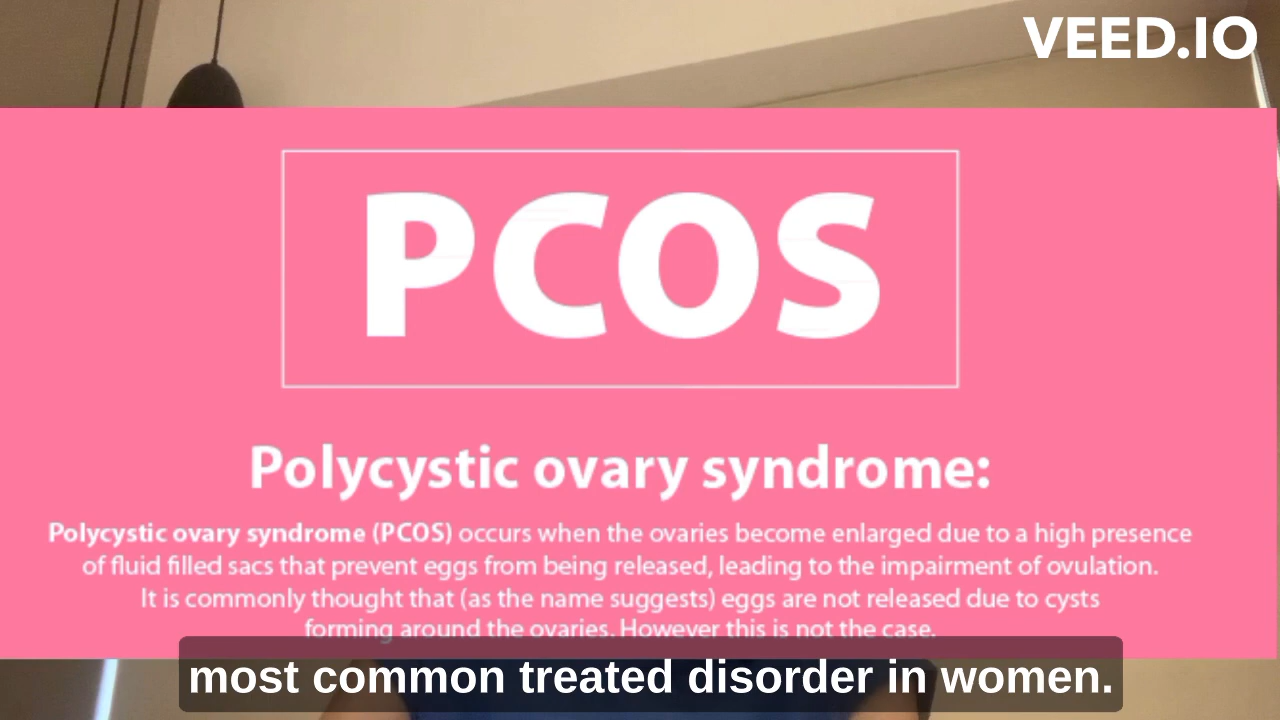 VEED.IO
PCOS
Polycystic ovary syndrome:
Polycystic ovary syndrome (PCOS) occurs when the ovaries become enlarged due to a high presence
of fluid filled sacs that prevent eggs from being released, leading to the impairment of ovulation.
It is commonly thought that (as the name suggests) eggs are not released due to cysts
forming around the ovaries. However this is not the case.
most common treated disorder in women.